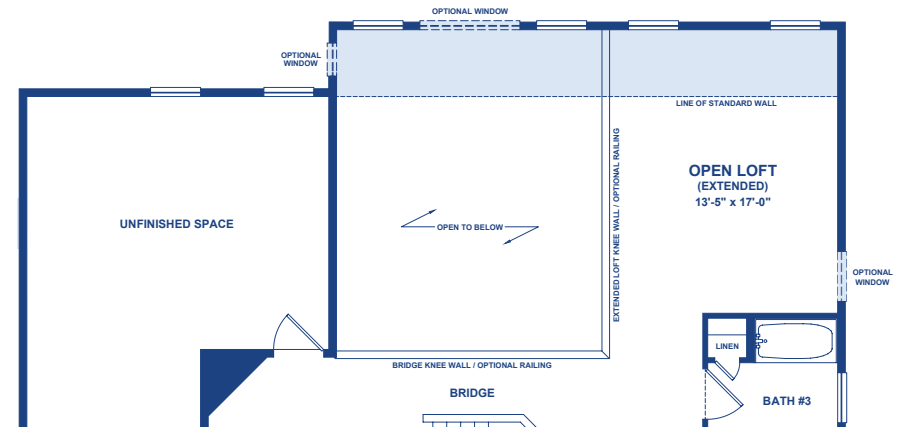 OPTIONAL WINDOW
OPTIONAL
WINDOW
LINE OF STANDARD WALL
EXTENDED LOFT KNEE WALL / OPTIONAL RAILING
OPEN LOFT
(EXTENDED)
13'-5" x 17'-0"
UNFINISHED SPACE
OPEN TO BELOW
OPTIONAL
WINDOW
LINEN
BRIDGE KNEE WALL / OPTIONAL RAILING
BRIDGE
BATH #3